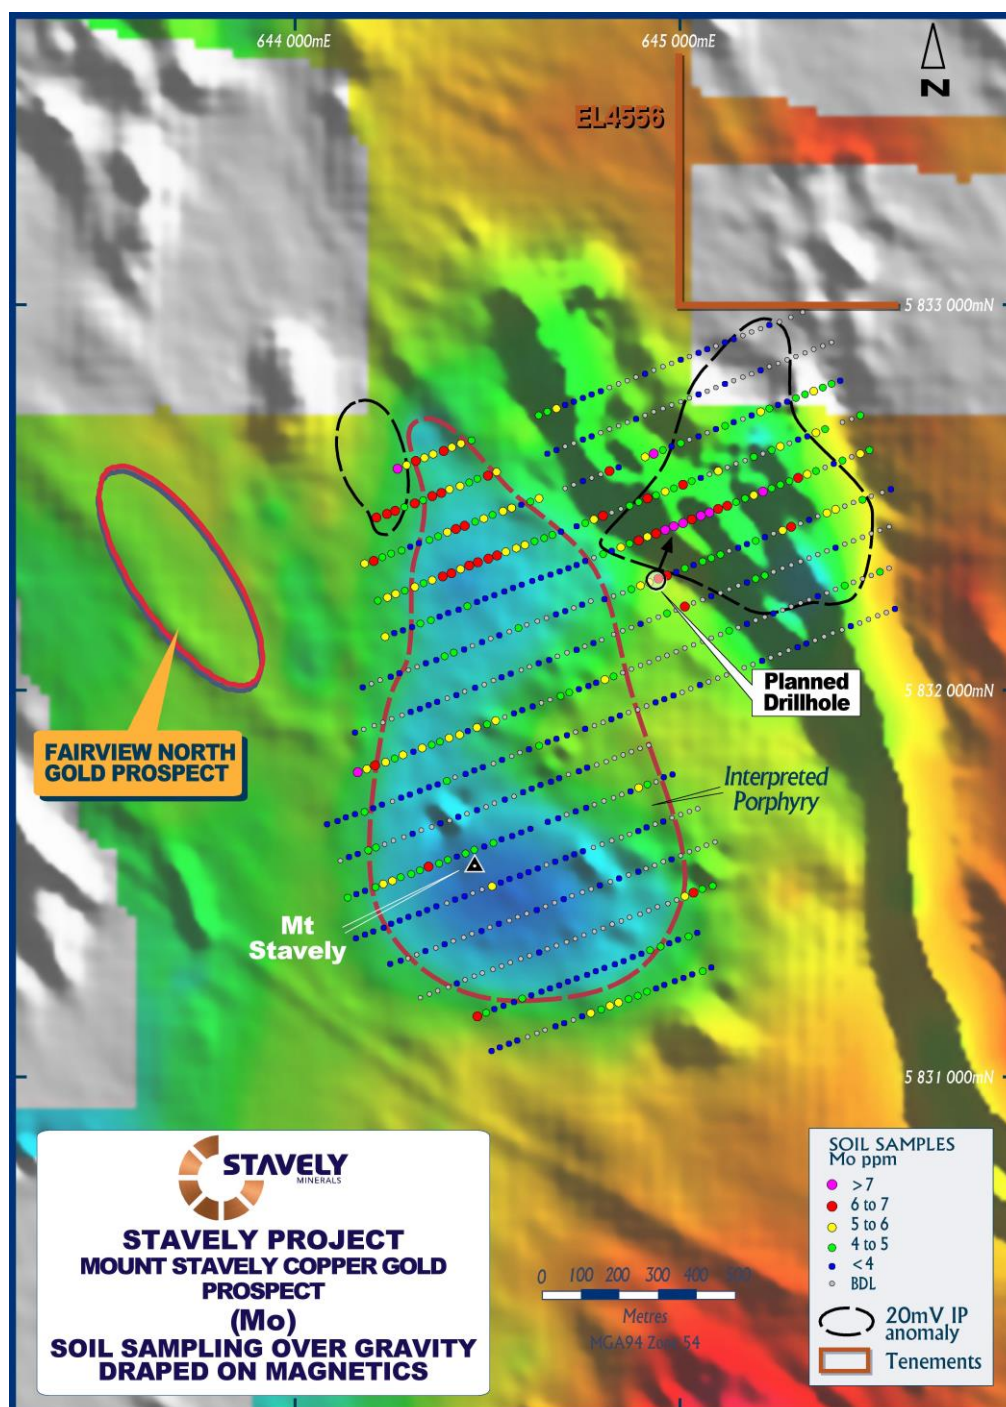 644 000mE
645 000mE
N
EL4556
5 833 000mN
Planned
Drillhole
5 832 000mN
FAIRVIEW NORTH
GOLD PROSPECT
Interpreted
Porphyry
Mt
Stavely
5 831 000mN
STAVELY
MINERALS
STAVELY PROJECT
MOUNT STAVELY COPPER GOLD
PROSPECT
(Mo)
SOIL SAMPLING OVER GRAVITY
DRAPED ON MAGNETICS
0 100 200 300 400 500
Metres
MGA94 Zone 54
SOIL SAMPLES
Mo ppm
>7
6 to 7
5 to 6
4 to 5
<4
BDL
20mV IP
anomaly
Tenements